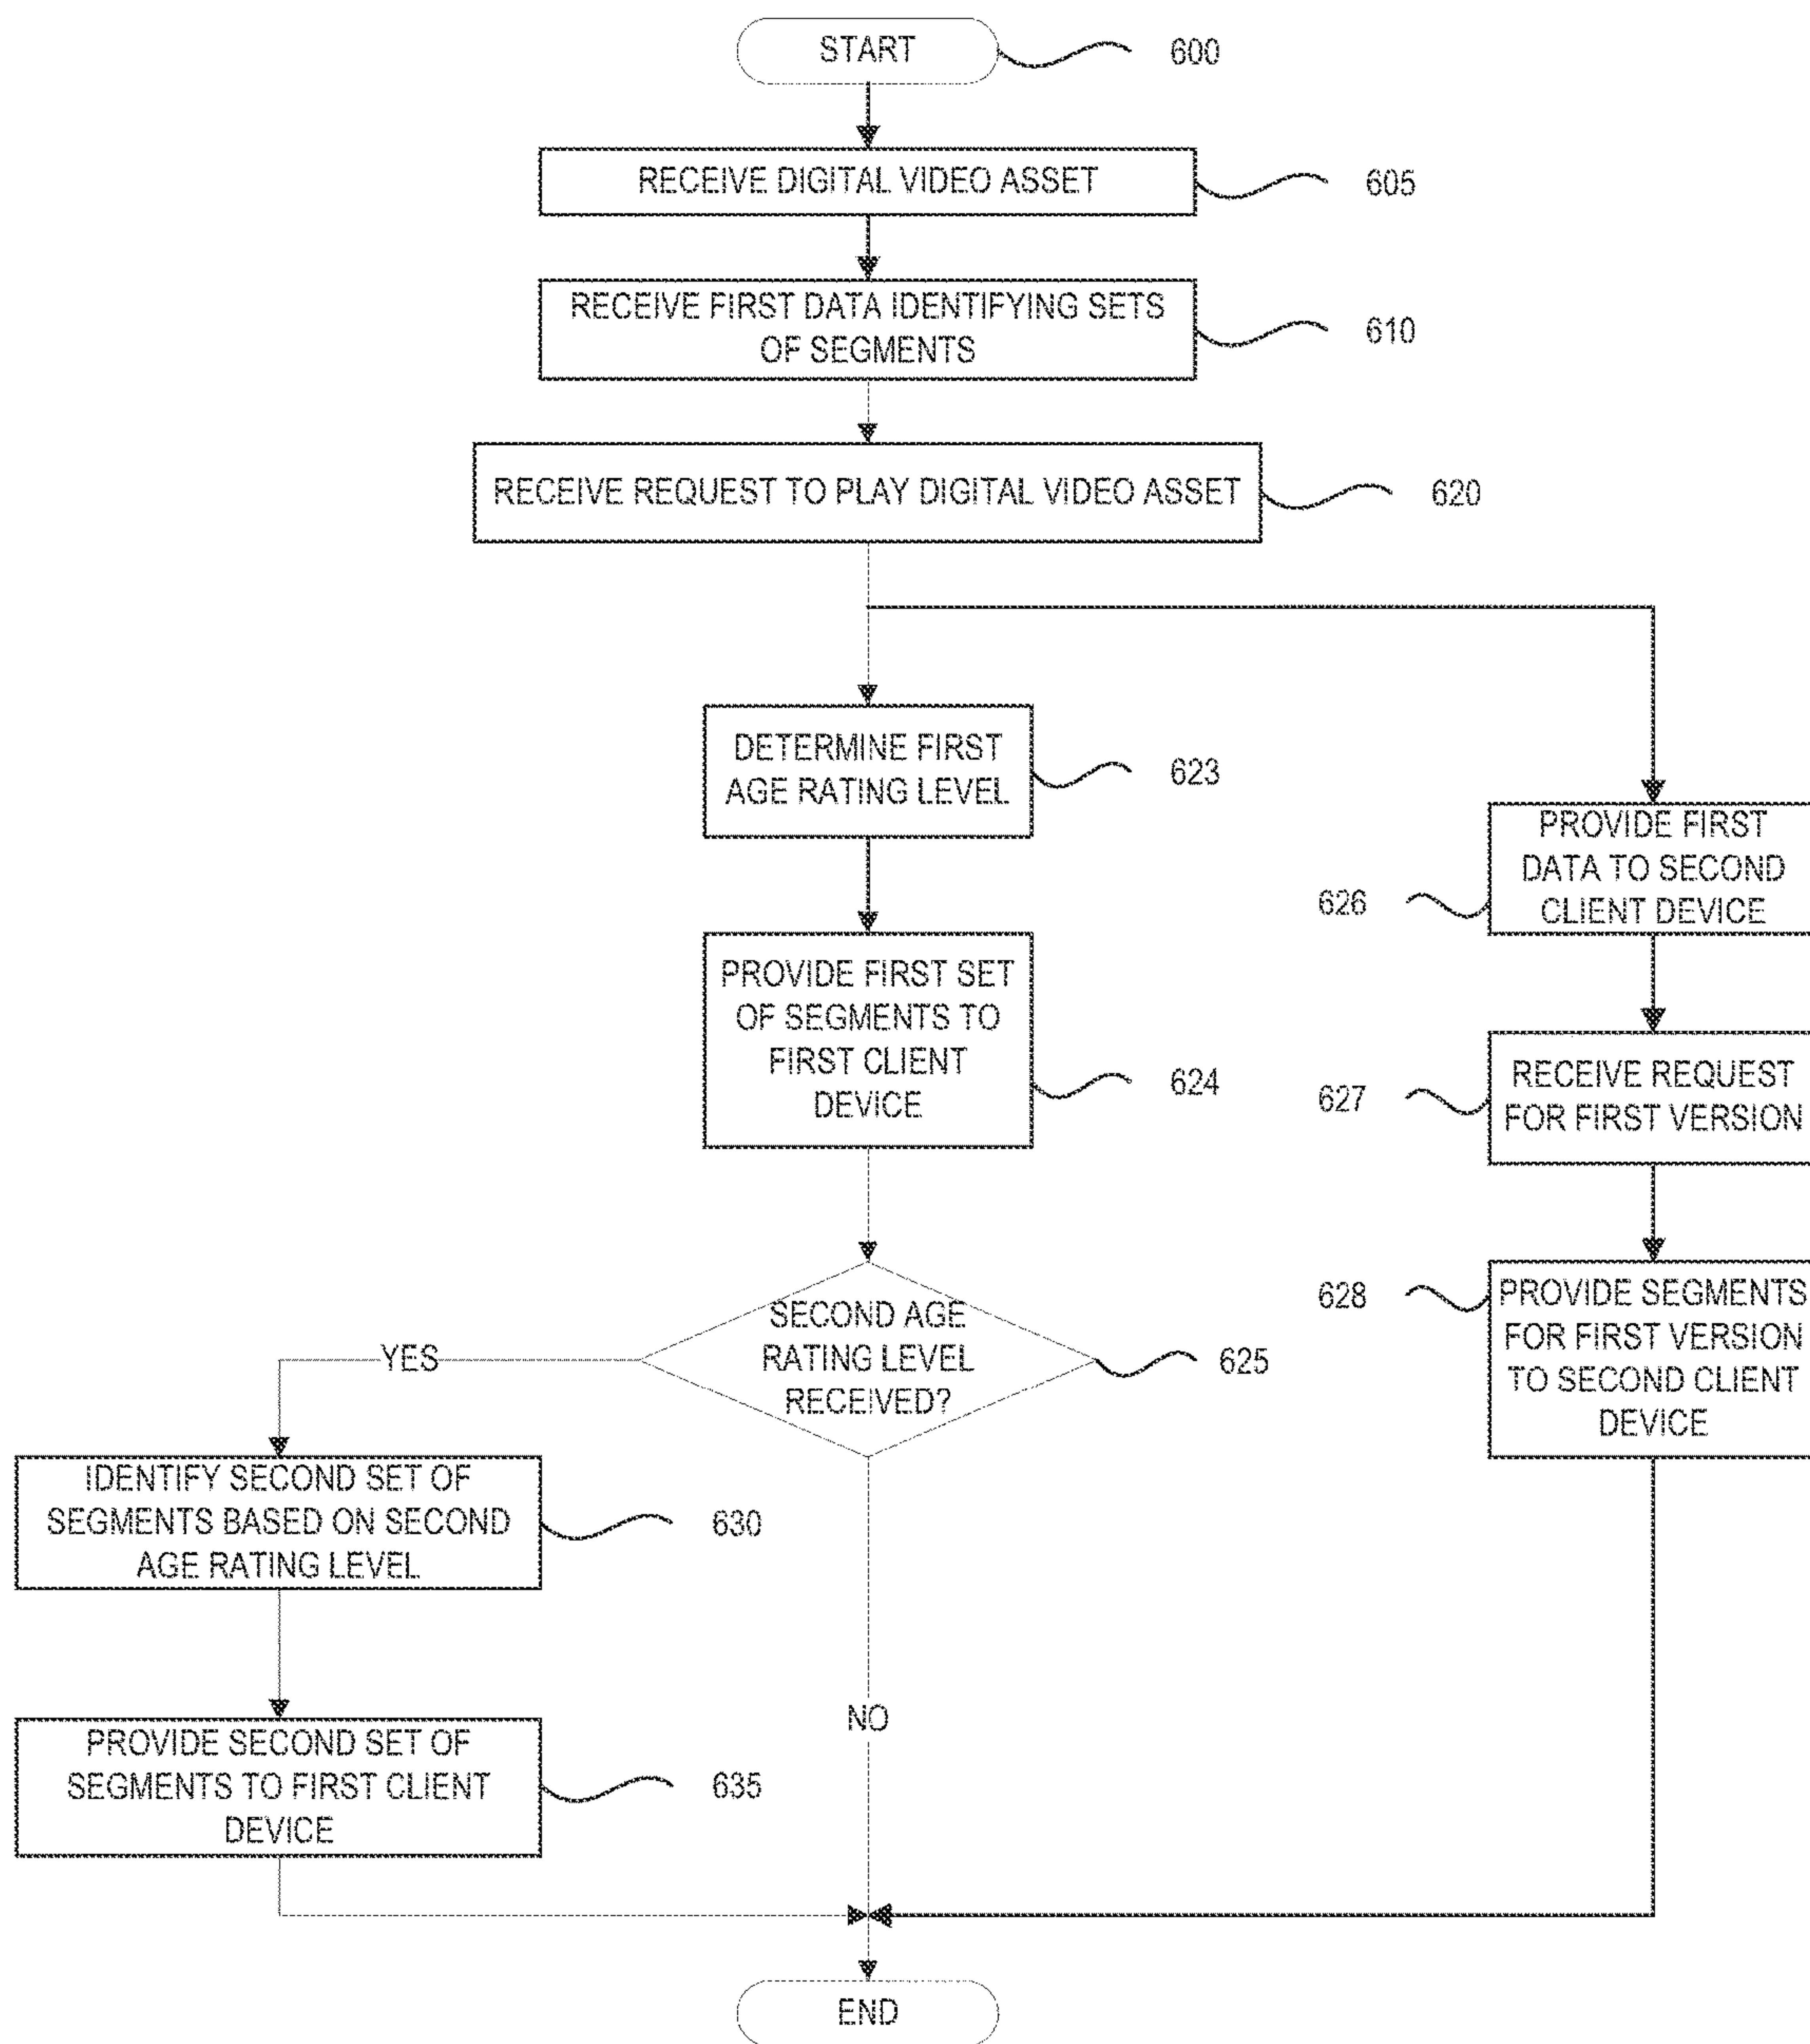 START
600
RECEIVE DIGITAL VIDEO ASSET
605
RECEIVE FIRST DATA IDENTIFYING SETS
OF SEGMENTS
610
RECEIVE REQUEST TO PLAY DIGITAL VIDEO ASSET
620
DETERMINE FIRST
AGE RATING LEVEL
623
PROVIDE FIRST SET
OF SEGMENTS TO
FIRST CLIENT
DEVICE
624
SECOND AGE
RATING LEVEL
RECEIVED?
625
YES
IDENTIFY SECOND SET OF
SEGMENTS BASED ON SECOND
AGE RATING LEVEL
630
PROVIDE SECOND SET OF
SEGMENTS TO FIRST CLIENT
DEVICE
635
NO
PROVIDE FIRST
DATA TO SECOND
CLIENT DEVICE
626
RECEIVE REQUEST
FOR FIRST VERSION
627
PROVIDE SEGMENTS
FOR FIRST VERSION
TO SECOND CLIENT
DEVICE
628
END